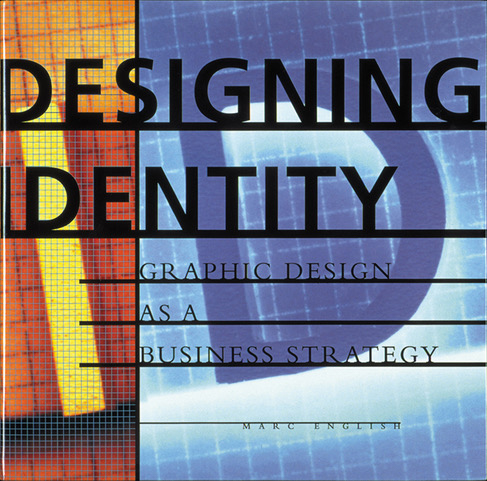 DESIGNING
IDENTITY
GRAPHIC DESIGN
AS A
BUSINESS STRATEGY
MARC ENGLISH